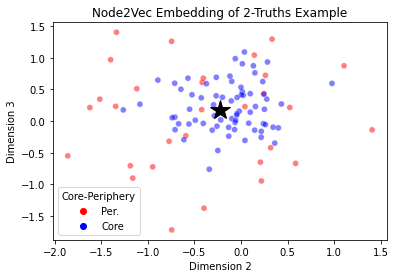 Node2Vec Embedding of 2-Truths Example
1.5
1.0
0.5
0.0
−0.5
−1.0
−1.5
Dimension 3
Core-Periphery
Per.
Core
−2.0 −1.5 −1.0 −0.5 0.0 0.5 1.0 1.5
Dimension 2